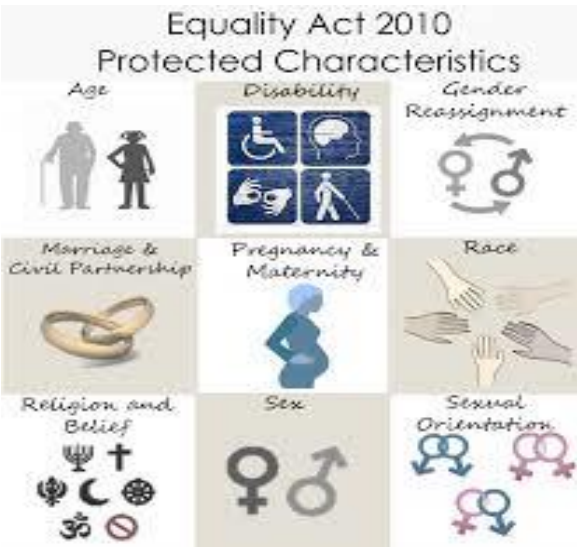 Equality Act 2010
Protected Characteristics
Age
Disability
Gender
Reassignment
Marriage &
Civil Partnership
Pregnancy &
Maternity
Race
Religion and
Belief
Sex
Sexual
Orientation